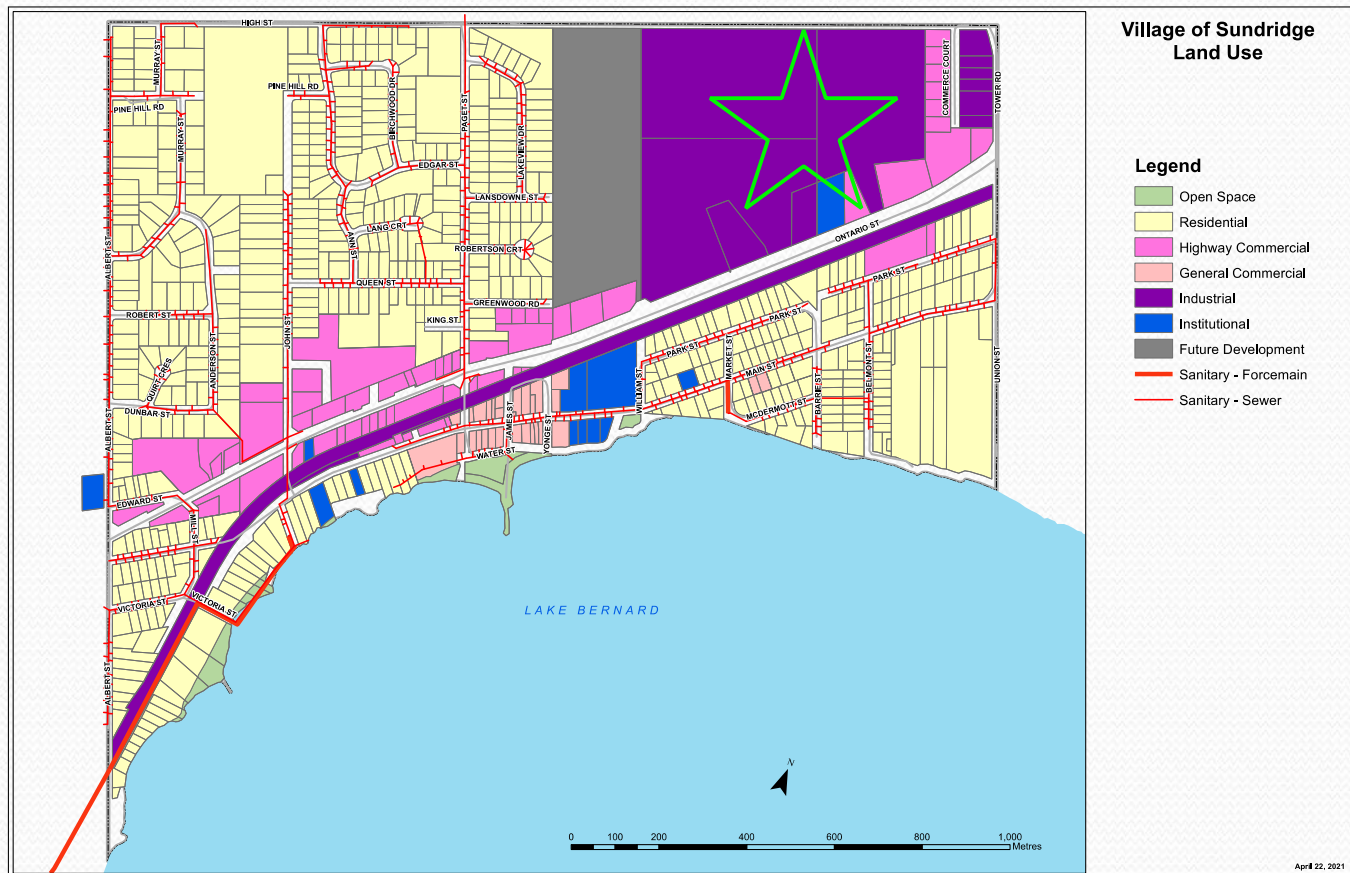 Village of Sundridge
Land Use
Legend
Open Space
Residential
Highway Commercial
General Commercial
Industrial
Institutional
Future Development
Sanitary - Forcemain
Sanitary - Sewer
HIGH ST
MURRAY ST
PINE HILL RD
PINE HILL RD
BIRCHWOOD DR
PAGET ST
LAKEVIEW DR
COMMERCE COURT
TOWER RD
MURRAY ST
EDGAR ST
LANSDOWNE ST
LANG CRT
ANN ST
ROBERTSON CRT
ONTARIO ST
ALBERT ST
QUEEN ST
PARK ST
GREENWOOD RD
ROBERT ST
KING ST
PARK ST
JOHN ST
ANDERSON ST
PARK ST
MARKET ST
MAIN ST
QUIRT CRES
WILLIAM ST
BARRIE ST
BELMONT ST
UNION ST
DUNBAR ST
MCDERMOTT ST
ALBERT ST
JAMES ST
YONGE ST
WATER ST
EDWARD ST
MILL ST
VICTORIA ST
VICTORIA ST
LAKE BERNARD
ALBERT ST
N
0 100 200 400 600 800 1,000
Metres
April 22, 2021